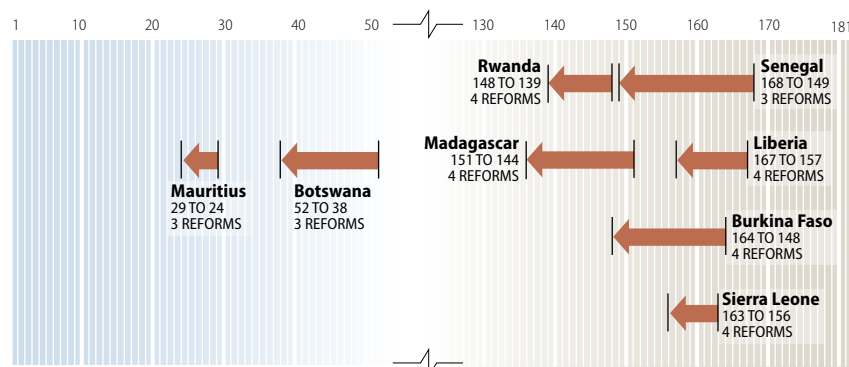 1 10 20 30 40 50 130 140 150 160 170 181
Rwanda
148 TO 139
4 REFORMS
Senegal
168 TO 149
3 REFORMS
Madagascar
151 TO 144
4 REFORMS
Liberia
167 TO 157
4 REFORMS
Mauritius
29 TO 24
3 REFORMS
Botswana
52 TO 38
3 REFORMS
Burkina Faso
164 TO 148
4 REFORMS
Sierra Leone
163 TO 156
4 REFORMS